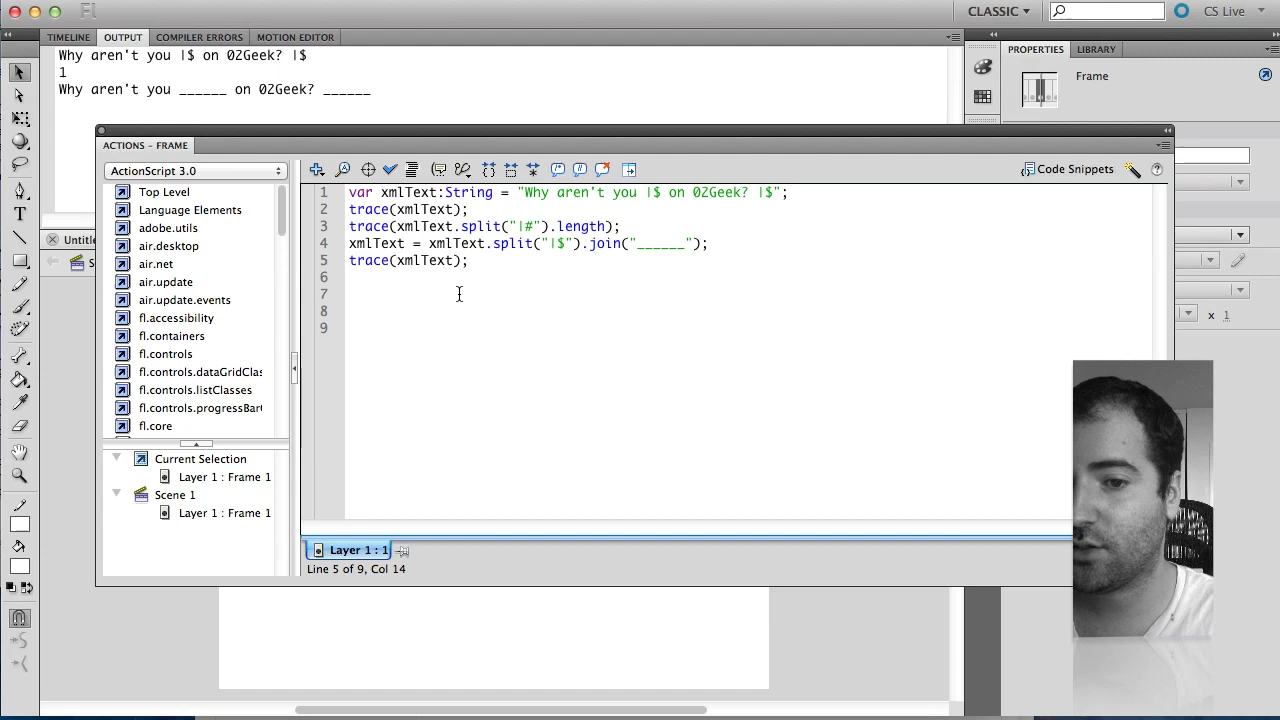 Fl
CLASSIC
CS Live
TIMELINE
OUTPUT
COMPILER ERRORS
MOTION EDITOR
PROPERTIES
LIBRARY
Why aren't you |$ on 0ZGeek? |$
1
Why aren't you ______ on 0ZGeek? ______
Frame
ACTIONS – FRAME
ActionScript 3.0
Code Snippets
Top Level
Language Elements
adobe.utils
air.desktop
air.net
air.update
air.update.events
fl.accessibility
fl.containers
fl.controls
fl.controls.dataGridClas
fl.controls.listClasses
fl.controls.progressBar
fl.core
1 var xmlText:String = "Why aren't you |$ on 0ZGeek? |$";
2 trace(xmlText);
3 trace(xmlText.split("|#").length);
4 xmlText = xmlText.split("|$").join("______");
5 trace(xmlText);
6
7
8
9
Untitle
S
x 1
Current Selection
Layer 1 : Frame 1
Scene 1
Layer 1 : Frame 1
Layer 1 : 1
Line 5 of 9, Col 14